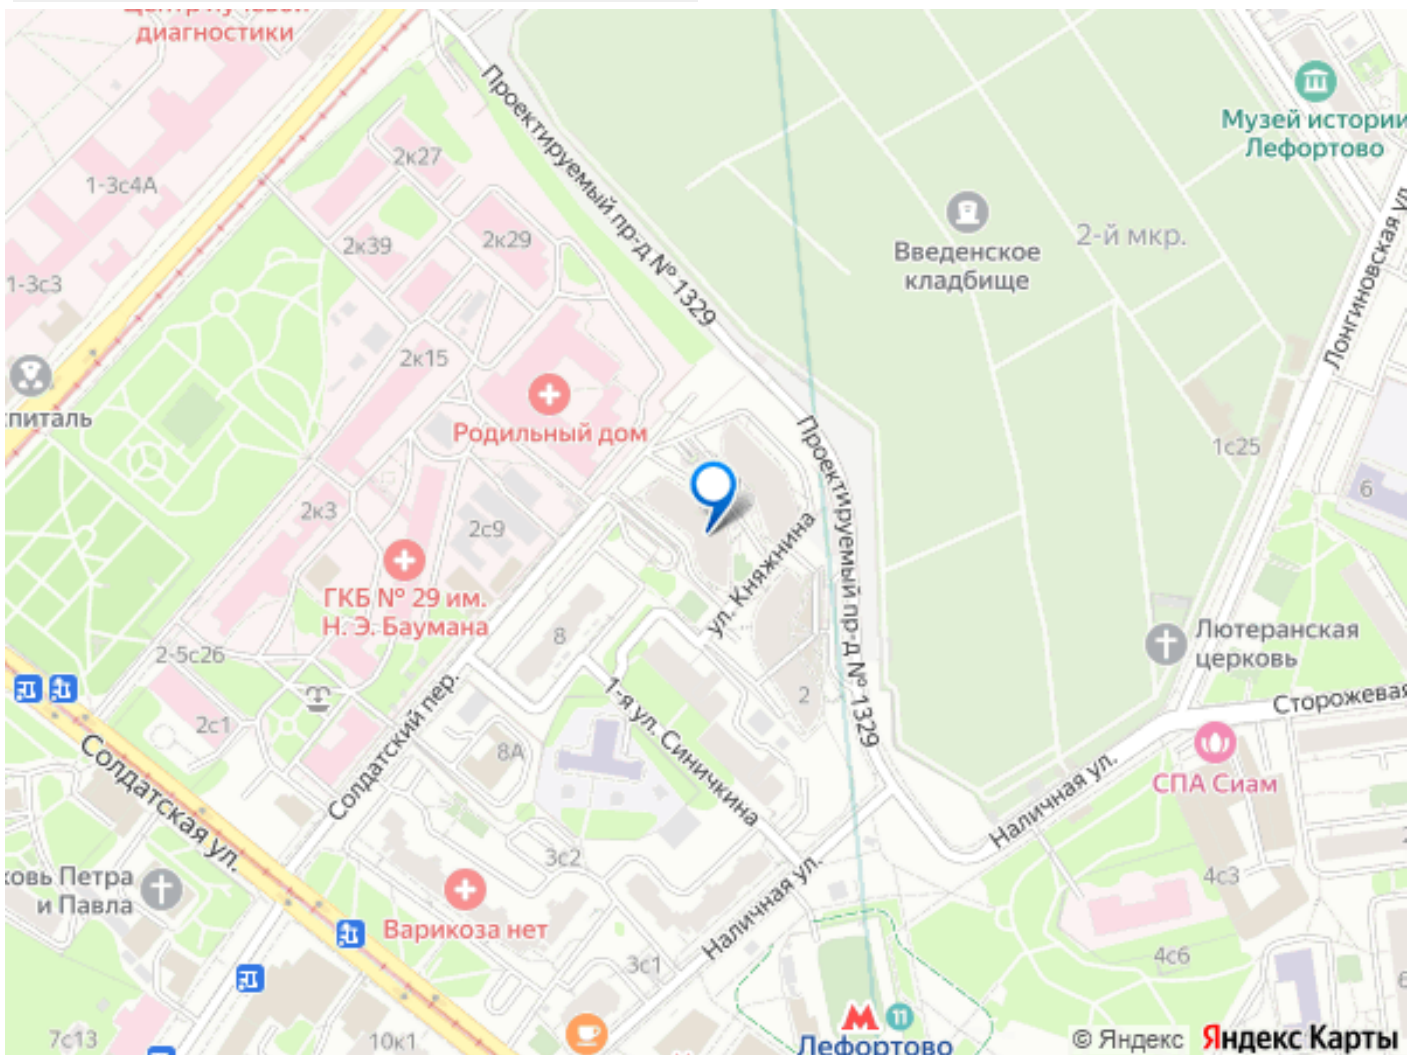 диагностики
2к27
Проектируемый пр-д № 1329
Музей истории
Лефортово
1-3с4А
2к39
2к29
Введенское
кладбище
2-й мкр.
1-3с3
Лонгиновская ул.
2к15
Родильный дом
Проектируемый пр-д № 1329
1с25
6
2к3
2с9
ул. Княжнина
ГКБ № 29 им.
Н. Э. Баумана
8
Лютеранская
церковь
2-5с26
2
2с1
Солдатский пер.
1-я ул. Синичкина
Сторожевая
8А
СПА Сиам
Солдатская ул.
Наличная ул.
3с2
4с3
Петра
и Павла
Варикоза нет
Наличная ул.
3с1
4с6
11
Лефортово
7с13
10к1
© Яндекс Яндекс Карты